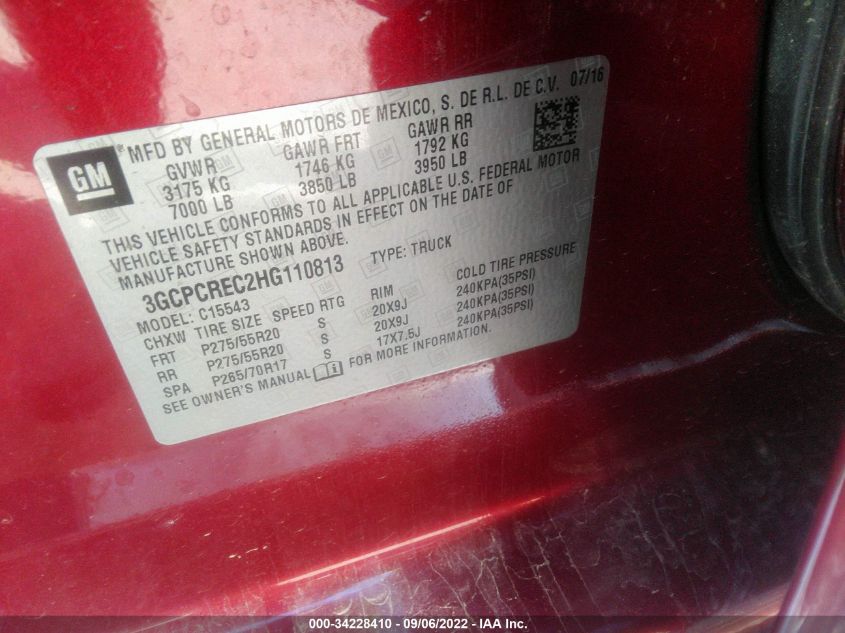 GM
MFD BY GENERAL MOTORS DE MEXICO, S. DE R.L. DE C.V. 07/16
GVWR GAWR FRT GAWR RR
3175 KG 1746 KG 1792 KG
7000 LB 3850 LB 3950 LB
THIS VEHICLE CONFORMS TO ALL APPLICABLE U.S. FEDERAL MOTOR
VEHICLE SAFETY STANDARDS IN EFFECT ON THE DATE OF
MANUFACTURE SHOWN ABOVE.
3GCPCREC2HG110813 TYPE: TRUCK
MODEL: C15543
CHXW TIRE SIZE SPEED RTG RIM COLD TIRE PRESSURE
FRT P275/55R20 S 20X9J 240KPA(35PSI)
RR P275/55R20 S 20X9J 240KPA(35PSI)
SPA P265/70R17 S 17X7.5J 240KPA(35PSI)
SEE OWNER'S MANUAL i FOR MORE INFORMATION.
000-34228410 - 09/06/2022 - IAA Inc.